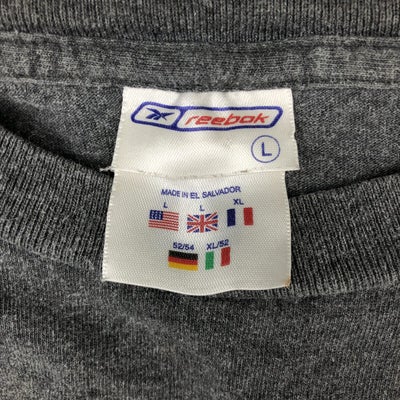 reebok
L
MADE IN EL SALVADOR
L L XL
52/54 XL/52